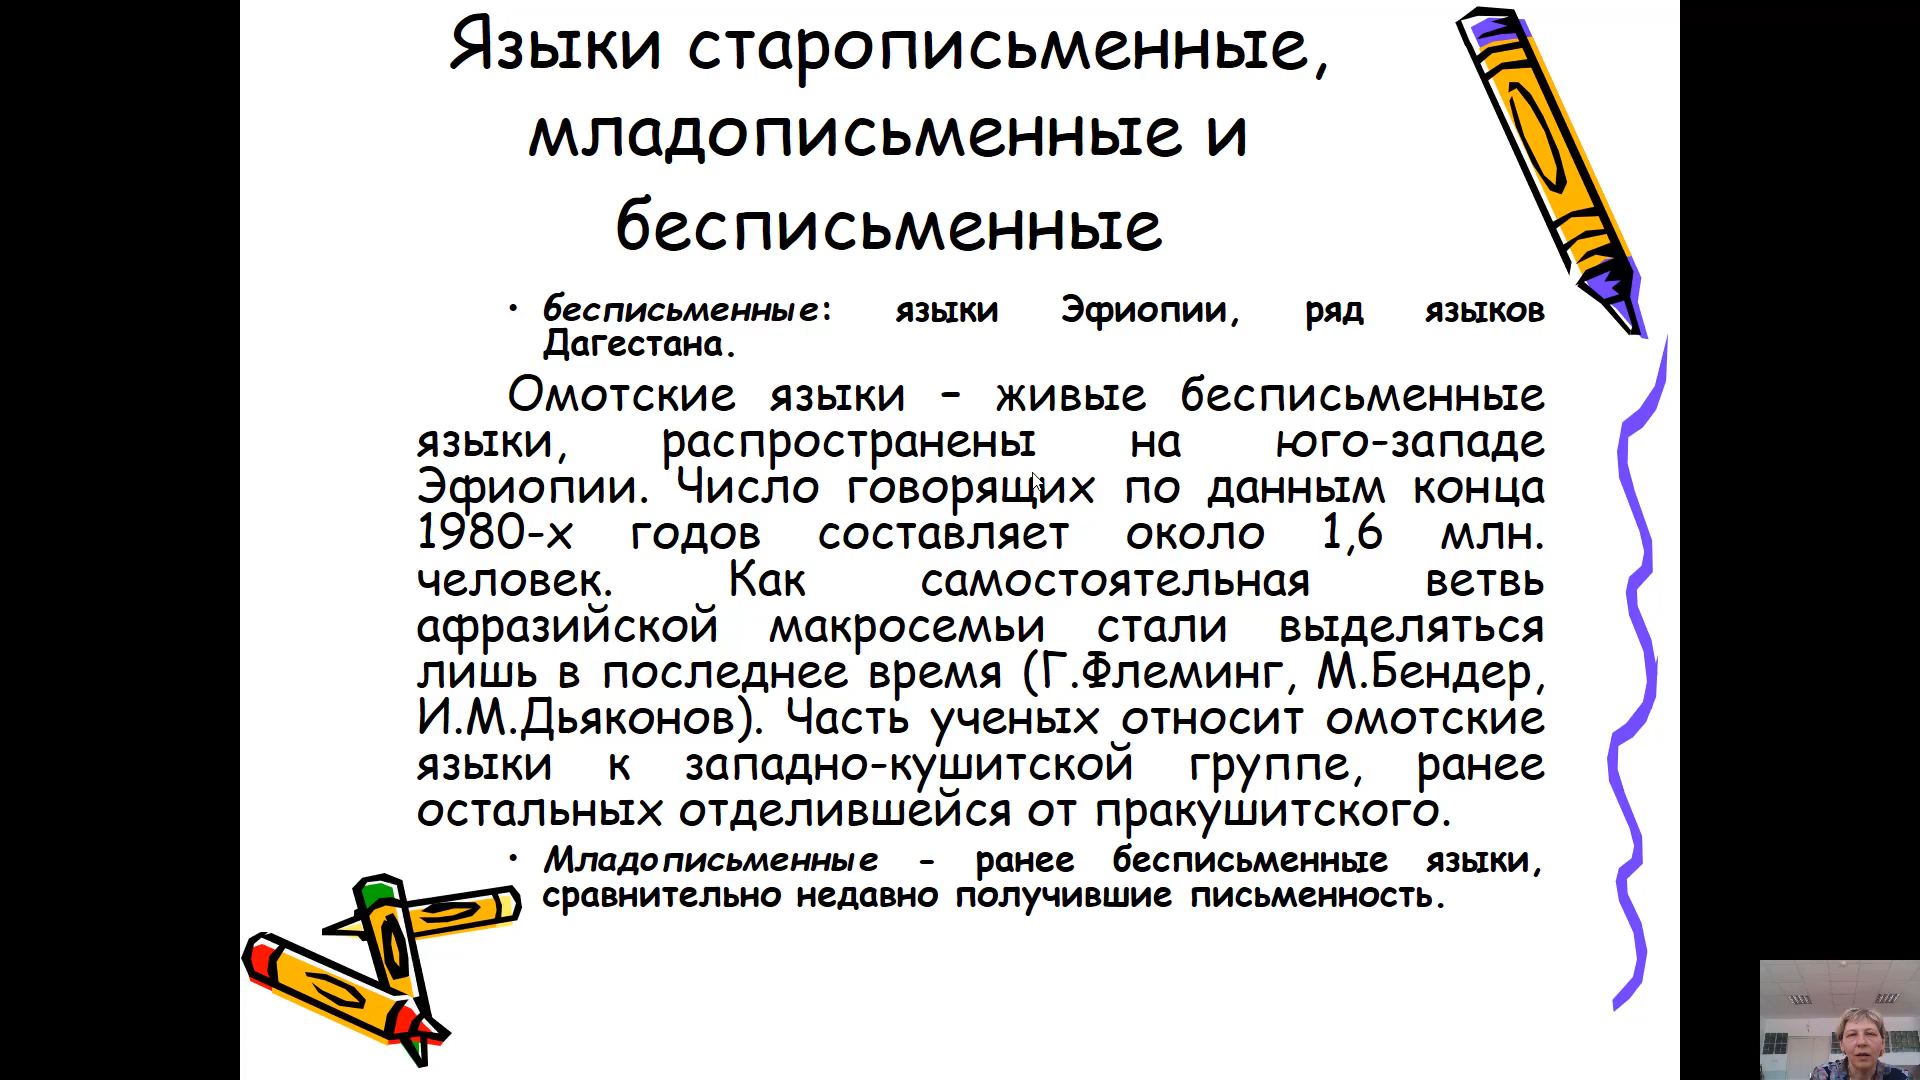 Языки старописьменные,
младописьменные и
бесписьменные
• бесписьменные: языки Эфиопии, ряд языков
Дагестана.
Омотские языки – живые бесписьменные
языки, распространены на юго-западе
Эфиопии. Число говорящих по данным конца
1980-х годов составляет около 1,6 млн.
человек. Как самостоятельная ветвь
афразийской макросемьи стали выделяться
лишь в последнее время (Г.Флеминг, М.Бендер,
И.М.Дьяконов). Часть ученых относит омотские
языки к западно-кушитской группе, ранее
остальных отделившейся от пракушитского.
• Младописьменные - ранее бесписьменные языки,
сравнительно недавно получившие письменность.